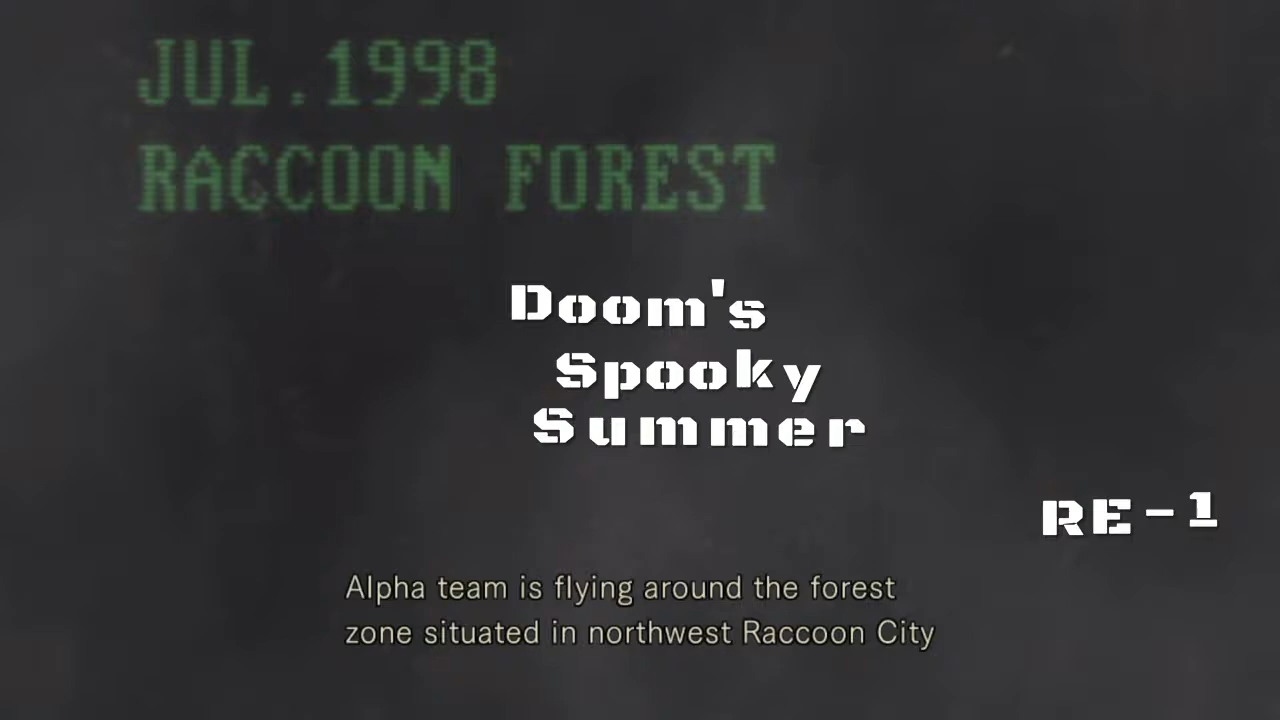 JUL.1998
RACCOON FOREST
Doom's
Spooky
Summer
RE-1
Alpha team is flying around the forest
zone situated in northwest Raccoon City